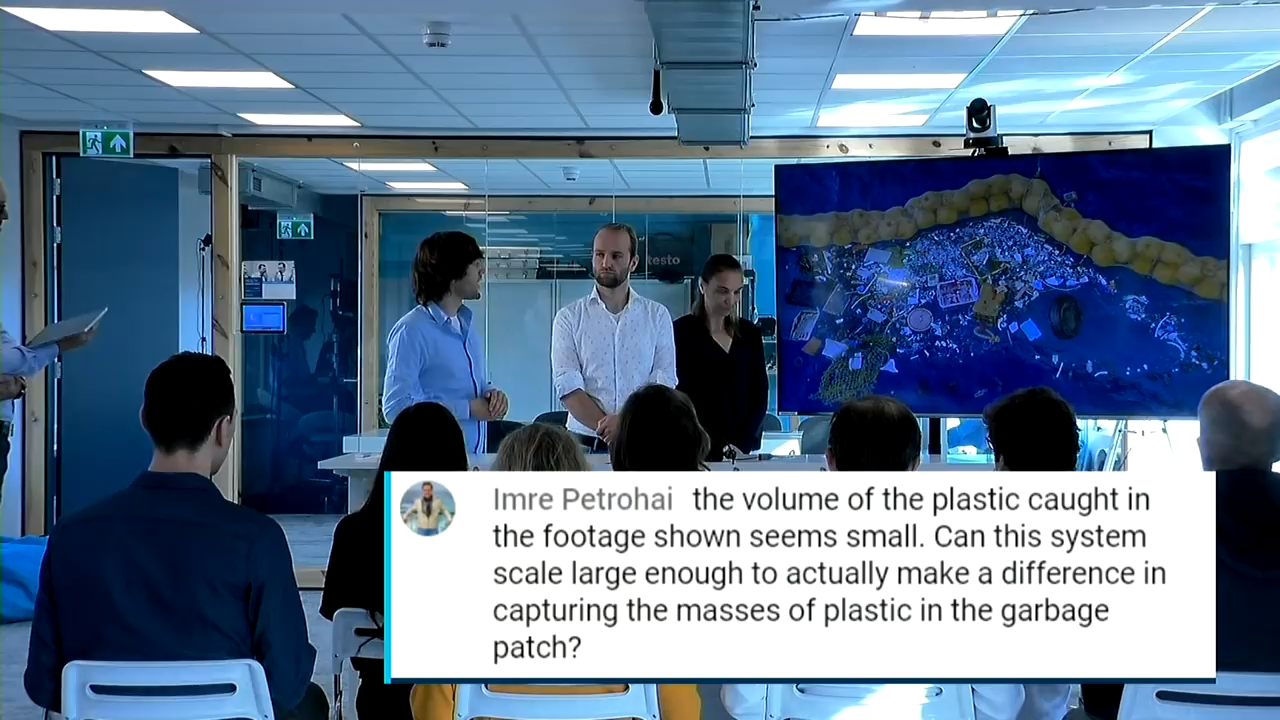 testo
Imre Petrohai the volume of the plastic caught in
the footage shown seems small. Can this system
scale large enough to actually make a difference in
capturing the masses of plastic in the garbage
patch?